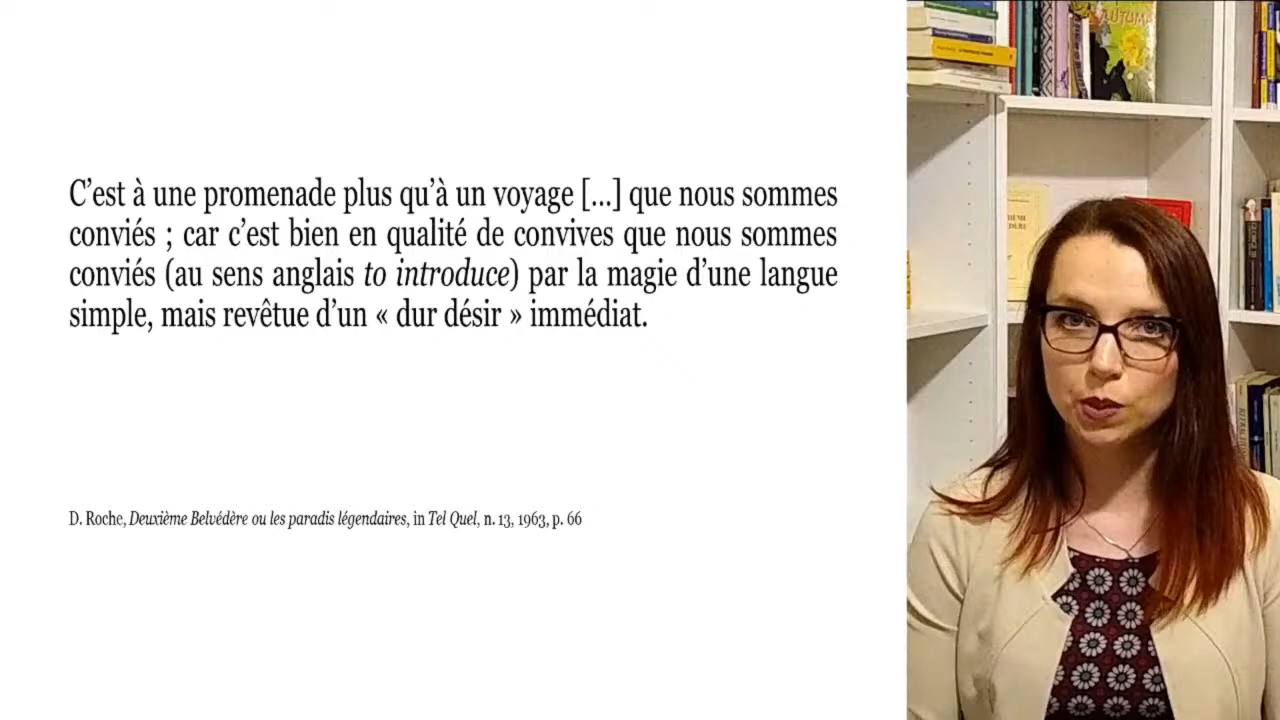 C’est à une promenade plus qu’à un voyage [...] que nous sommes
conviés ; car c’est bien en qualité de convives que nous sommes
conviés (au sens anglais to introduce) par la magie d’une langue
simple, mais revêtue d’un « dur désir » immédiat.
D. Roche, Deuxième Belvédère ou les paradis légendaires, in Tel Quel, n. 13, 1963, p. 66